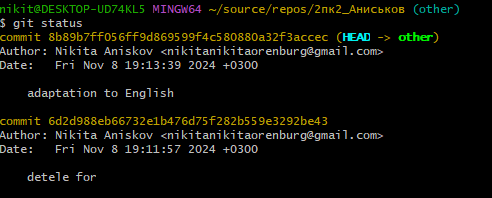 nikit@DESKTOP-UD74KL5 MINGW64 ~/source/repos/2пк2_Аниськов (other)
$ git status
commit 8b89b7ff056ff9d869599f4c580880a32f3accec (HEAD -> other)
Author: Nikita Aniskov <nikitanikitaorenburg@gmail.com>
Date:   Fri Nov 8 19:13:39 2024 +0300
adaptation to English
commit 6d2d988eb66732e1b476d75f282b559e3292be43
Author: Nikita Aniskov <nikitanikitaorenburg@gmail.com>
Date:   Fri Nov 8 19:11:57 2024 +0300
detele for